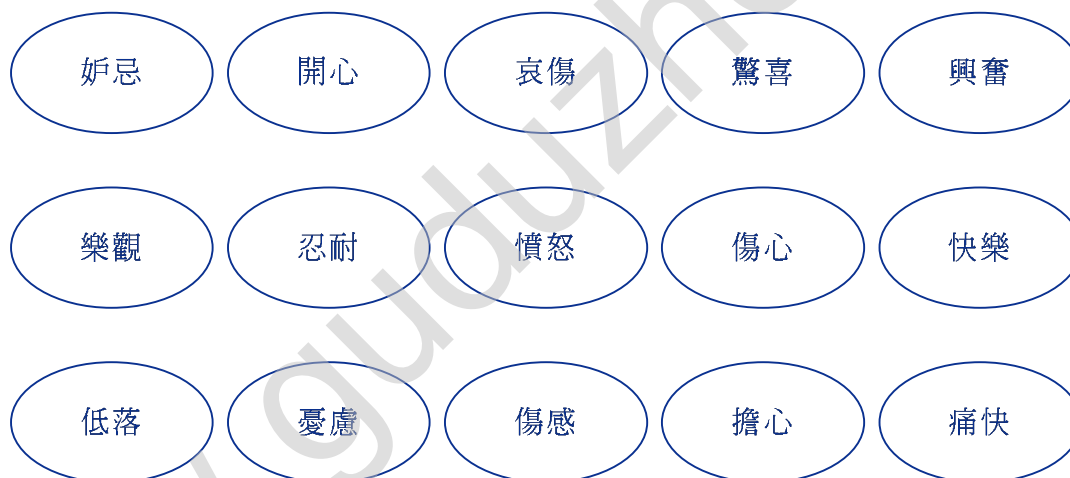 妒忌 開心 哀傷 驚喜 興奮
樂觀 忍耐 憤怒 傷心 快樂
低落 憂慮 傷感 擔心 痛快
guduzh